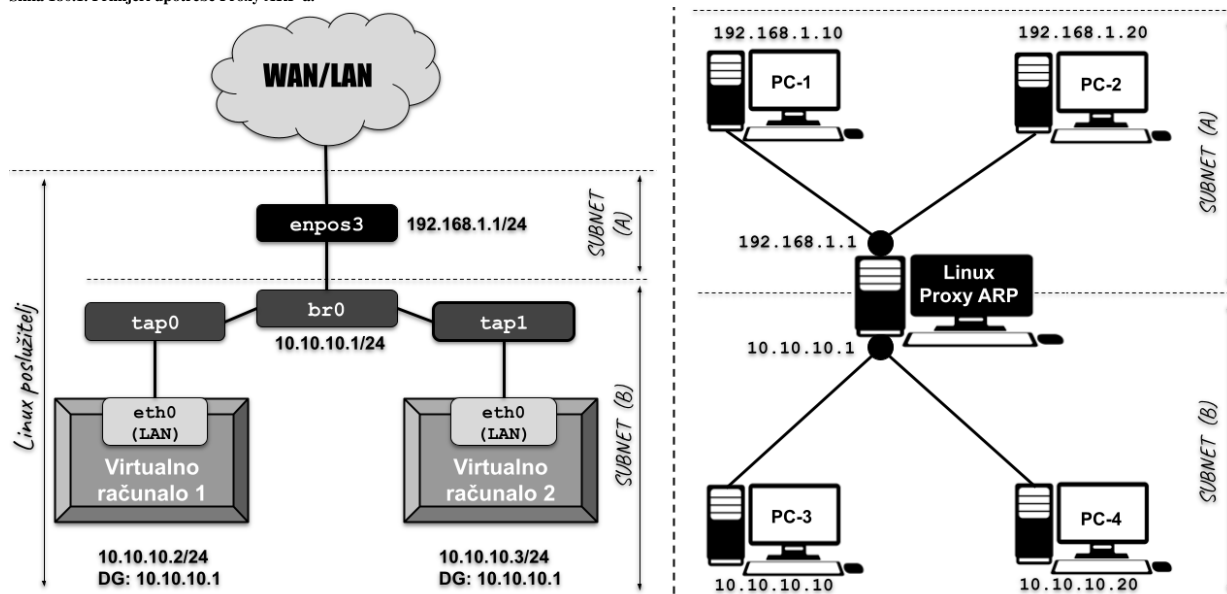 WAN/LAN
enpos3
192.168.1.1/24
SUBNET
(A)
br0
tap0
tap1
10.10.10.1/24
Linux poslužitelj
eth0
(LAN)
Virtualno
računalo 1
eth0
(LAN)
Virtualno
računalo 2
SUBNET (B)
10.10.10.2/24
DG: 10.10.10.1
10.10.10.3/24
DG: 10.10.10.1
192.168.1.10
192.168.1.20
PC-1
PC-2
SUBNET (A)
192.168.1.1
Linux
Proxy ARP
10.10.10.1
SUBNET (B)
PC-3
PC-4
10.10.10.10
10.10.10.20